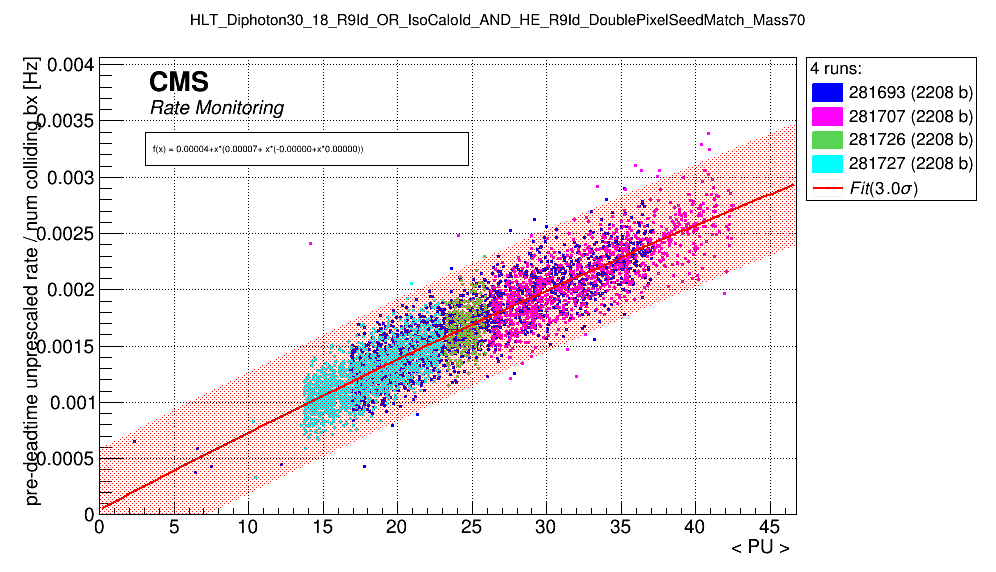 HLT_Diphoton30_18_R9Id_OR_IsoCaloId_AND_HE_R9Id_DoublePixelSeedMatch_Mass70
pre-deadtime unprescaled rate / num colliding bx [Hz]
0.004
0.0035
0.003
0.0025
0.002
0.0015
0.001
0.0005
0
CMS
Rate Monitoring
f(x) = 0.00004+x*(0.00007+ x*(-0.00000+x*0.00000))
0 5 10 15 20 25 30 35 40 45
< PU >
4 runs:
281693 (2208 b)
281707 (2208 b)
281726 (2208 b)
281727 (2208 b)
Fit(3.0σ)